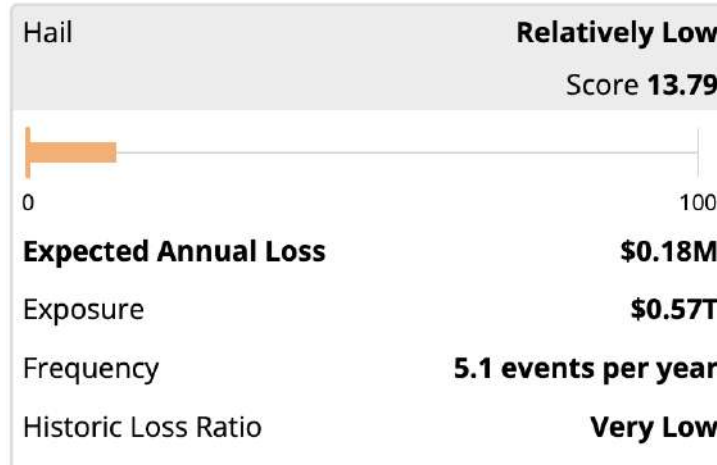 Hail Relatively Low
Score 13.79
0 100
Expected Annual Loss $0.18M
Exposure $0.57T
Frequency 5.1 events per year
Historic Loss Ratio Very Low